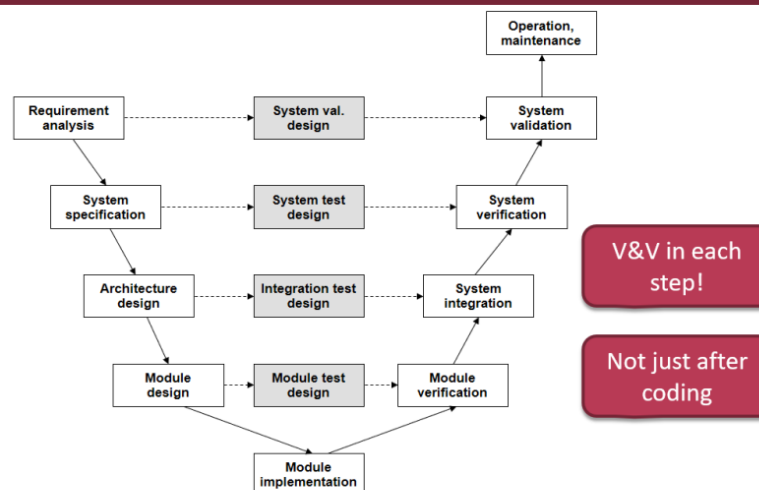 Operation,
maintenance
Requirement
analysis
System val.
design
System
validation
System
specification
System test
design
System
verification
V&V in each
step!
Architecture
design
Integration test
design
System
integration
Module
design
Module test
design
Module
verification
Not just after
coding
Module
implementation